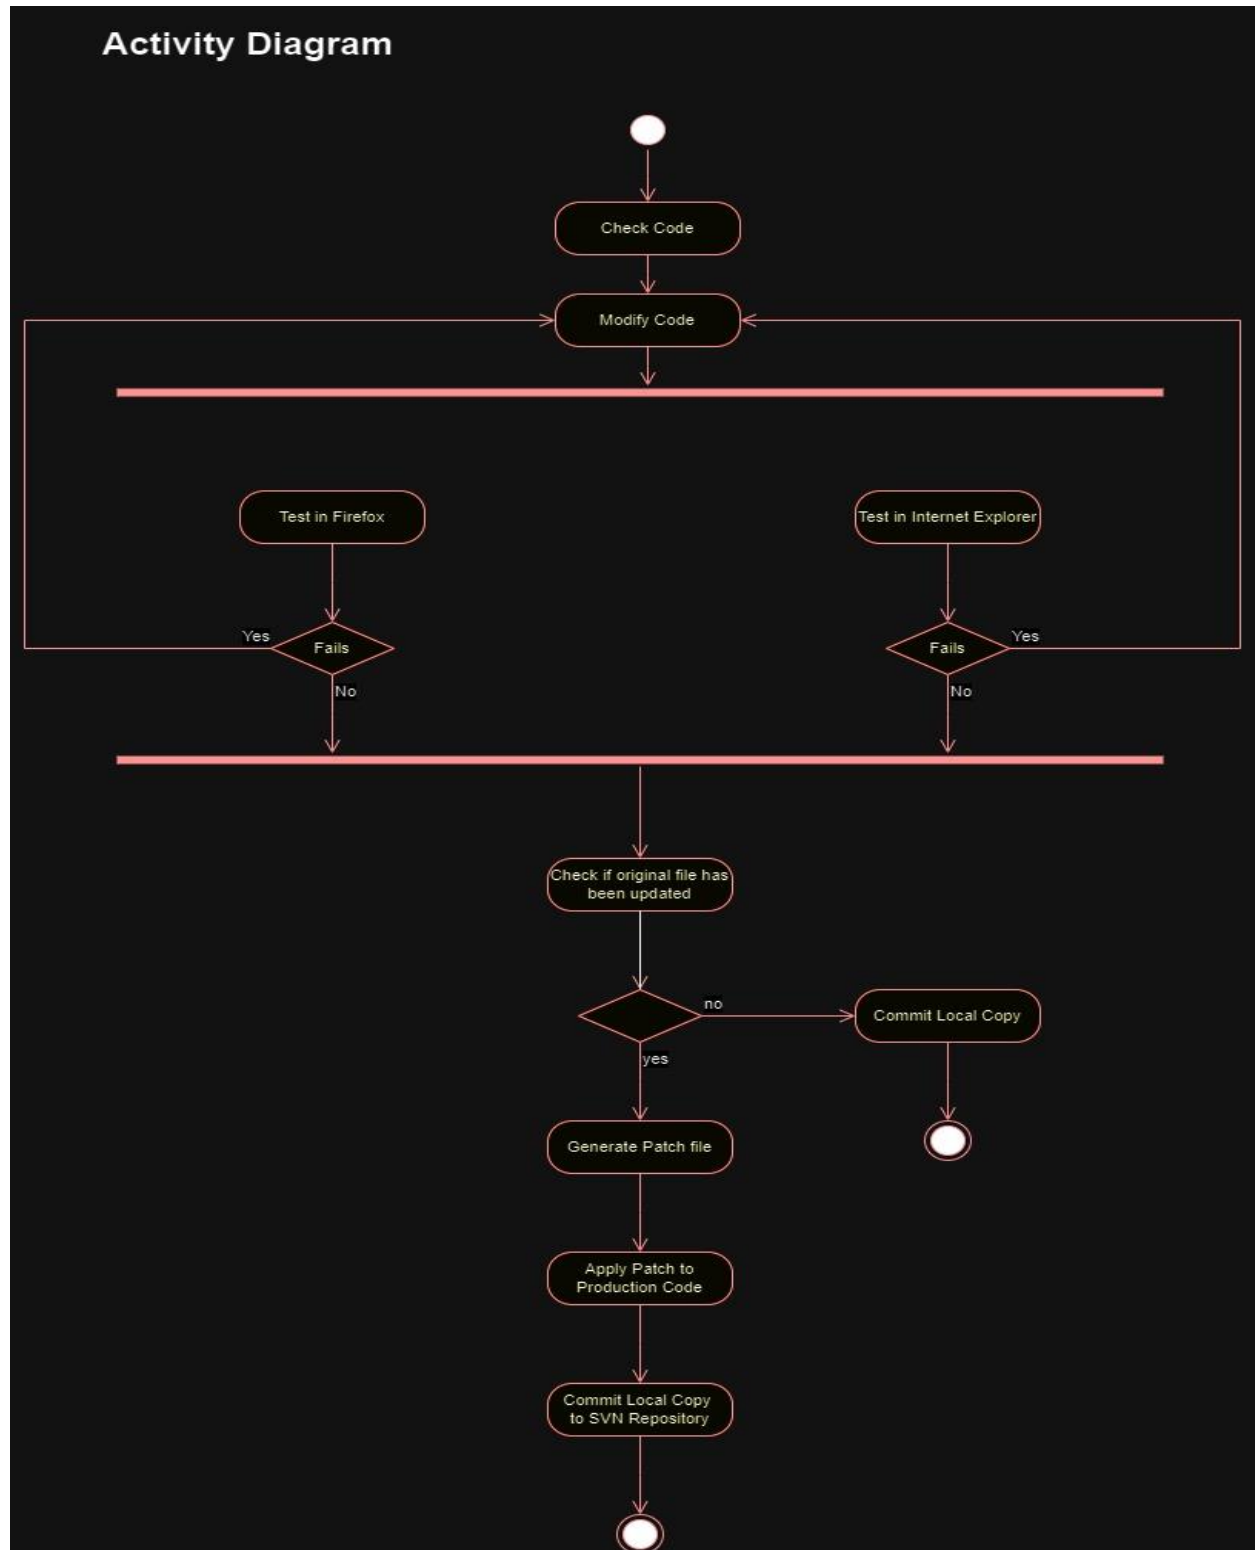 Activity Diagram
Check Code
Modify Code
Test in Firefox
Test in Internet Explorer
Yes
Fails
Fails
Yes
No
No
Check if original file has
been updated
no
Commit Local Copy
yes
Generate Patch file
Apply Patch to
Production Code
Commit Local Copy
to SVN Repository